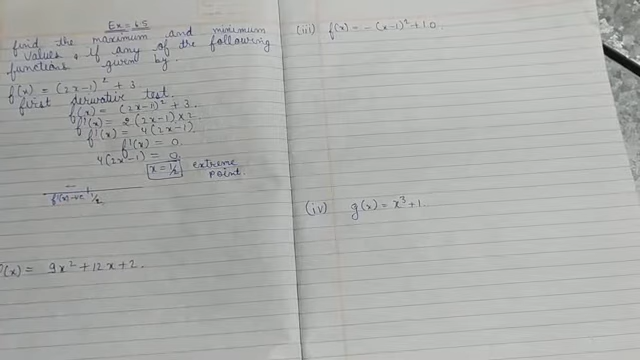 Ex = 6.5
find the maximum and minimum
values, if any of the following
functions given by.
f(x) = (2x-1)² + 3
first derivative test.
f(x) = (2x-1)² + 3.
f'(x) = 2(2x-1)×2
f'(x) = 4(2x-1)
f'(x) = 0
4(2x-1) = 0
x = 1/2 extreme
point.
1/2
(x) = 9x² + 12x + 2.
(iii) f(x) = -(x-1)² + 10
(iv) g(x) = x³ + 1.